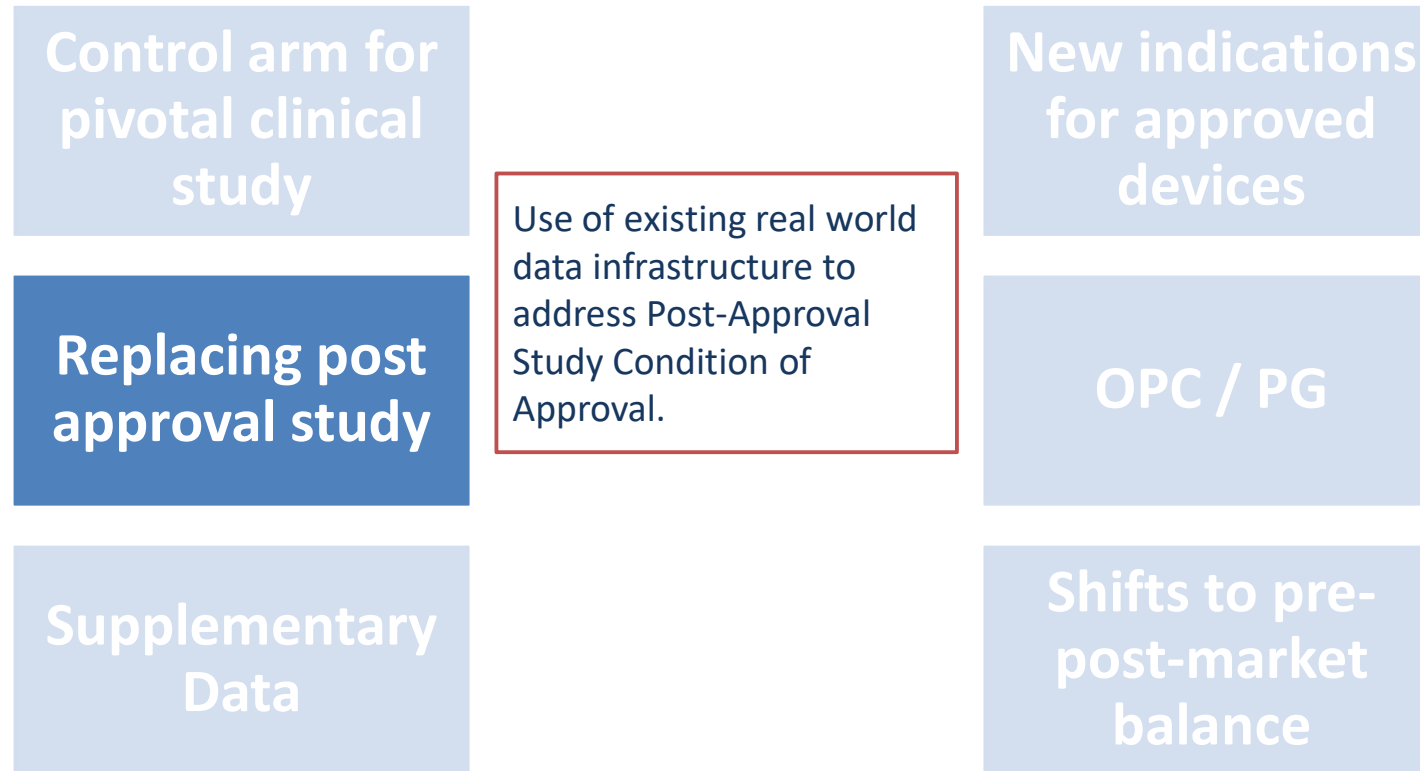 Control arm for
pivotal clinical
study
Replacing post
approval study
Supplementary
Data
Use of existing real world
data infrastructure to
address Post-Approval
Study Condition of
Approval.
New indications
for approved
devices
OPC / PG
Shifts to pre-
post-market
balance